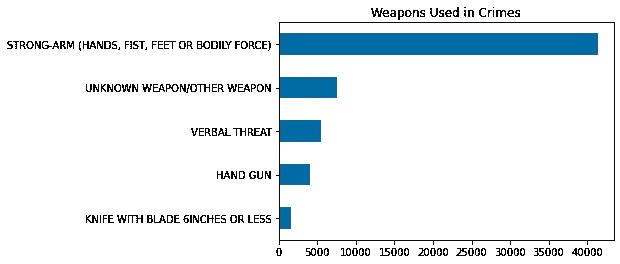 Weapons Used in Crimes
STRONG-ARM (HANDS, FIST, FEET OR BODILY FORCE)
UNKNOWN WEAPON/OTHER WEAPON
VERBAL THREAT
HAND GUN
KNIFE WITH BLADE 6INCHES OR LESS
0 5000 10000 15000 20000 25000 30000 35000 40000